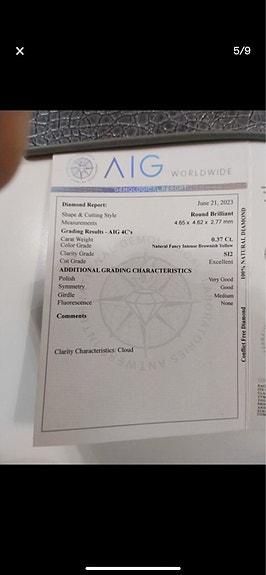 5/9
AIG WORLDWIDE
GEMOLOGICAL REPORT
Diamond Report: June 21, 2023
Shape & Cutting Style Round Brilliant
Measurements 4.65 x 4.62 x 2.77 mm
Grading Results - AIG 4C's
Carat Weight 0.37 Ct.
Color Grade Natural Fancy Intense Brownish Yellow
Clarity Grade SI2
Cut Grade Excellent
ADDITIONAL GRADING CHARACTERISTICS
Polish Very Good
Symmetry Good
Girdle Medium
Fluorescence None
Comments
Clarity Characteristics: Cloud
Conflict Free Diamond 100% NATURAL DIAMOND